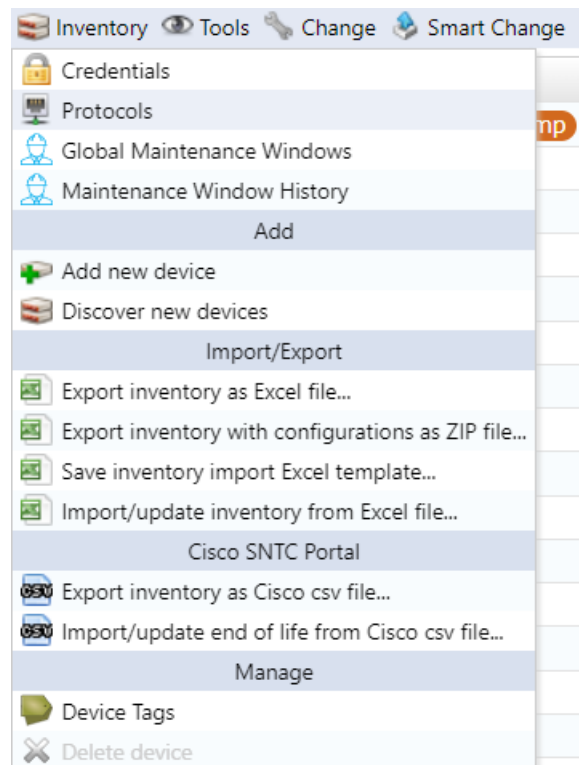 Inventory Tools Change Smart Change
Credentials
Protocols
mp
Global Maintenance Windows
Maintenance Window History
Add
Add new device
Discover new devices
Import/Export
Export inventory as Excel file...
Export inventory with configurations as ZIP file...
Save inventory import Excel template...
Import/update inventory from Excel file...
Cisco SNTC Portal
CSV Export inventory as Cisco csv file...
CSV Import/update end of life from Cisco csv file...
Manage
Device Tags
Delete device